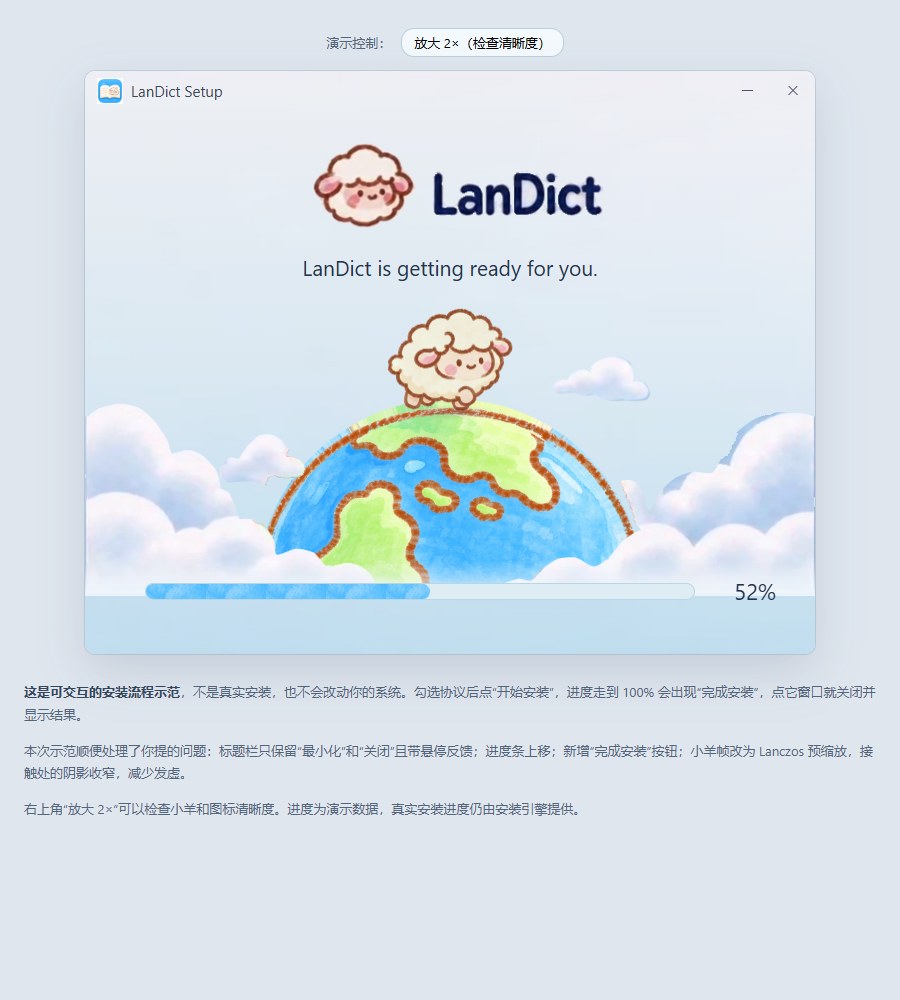 演示控制：
放大 2×（检查清晰度）
LanDict Setup
LanDict
LanDict is getting ready for you.
52%
这是可交互的安装流程示范，不是真实安装，也不会改动你的系统。勾选协议后点“开始安装”，进度走到 100% 会出现“完成安装”，点它窗口就关闭并
显示结果。
本次示范顺便处理了你提的问题：标题栏只保留“最小化”和“关闭”且带悬停反馈；进度条上移；新增“完成安装”按钮；小羊帧改为 Lanczos 预缩放，接
触处的阴影收窄，减少发虚。
右上角“放大 2×”可以检查小羊和图标清晰度。进度为演示数据，真实安装进度仍由安装引擎提供。